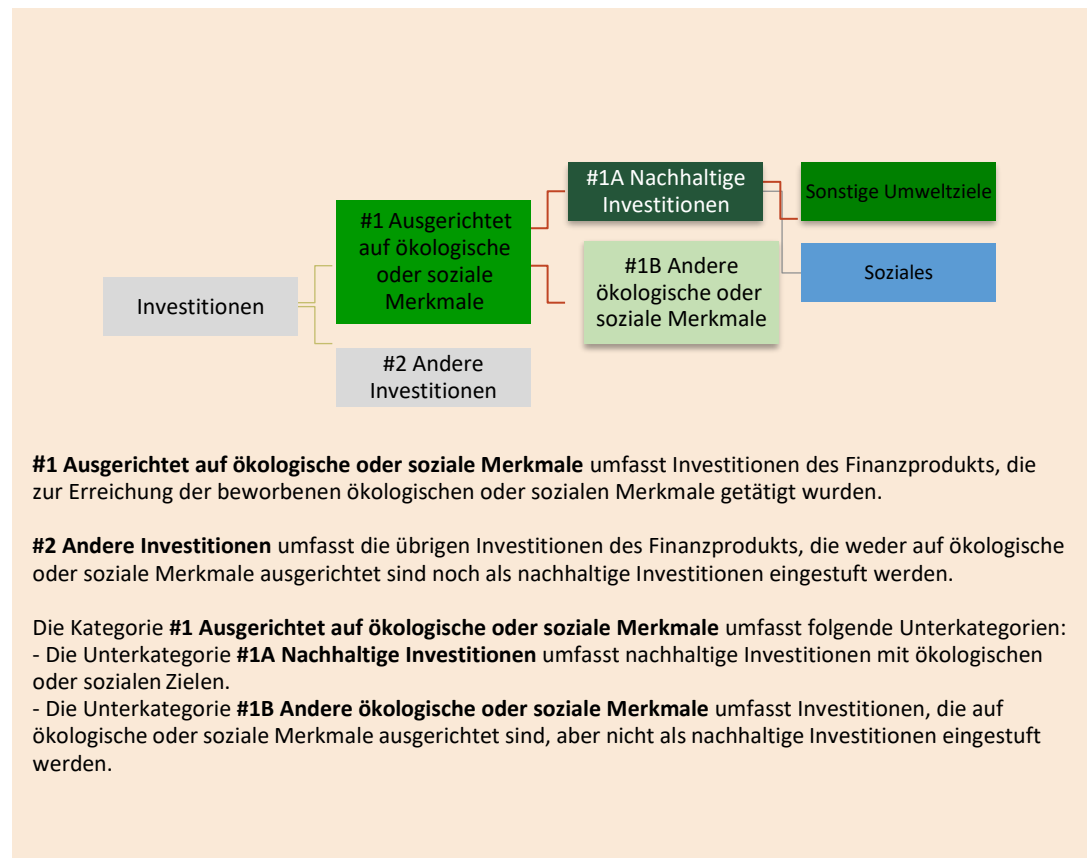 #1A Nachhaltige
Investitionen
Sonstige Umweltziele
#1 Ausgerichtet
auf ökologische
oder soziale
Merkmale
#1B Andere
ökologische oder
soziale Merkmale
Soziales
Investitionen
#2 Andere
Investitionen
#1 Ausgerichtet auf ökologische oder soziale Merkmale umfasst Investitionen des Finanzprodukts, die
zur Erreichung der beworbenen ökologischen oder sozialen Merkmale getätigt wurden.
#2 Andere Investitionen umfasst die übrigen Investitionen des Finanzprodukts, die weder auf ökologische
oder soziale Merkmale ausgerichtet sind noch als nachhaltige Investitionen eingestuft werden.
Die Kategorie #1 Ausgerichtet auf ökologische oder soziale Merkmale umfasst folgende Unterkategorien:
- Die Unterkategorie #1A Nachhaltige Investitionen umfasst nachhaltige Investitionen mit ökologischen
oder sozialen Zielen.
- Die Unterkategorie #1B Andere ökologische oder soziale Merkmale umfasst Investitionen, die auf
ökologische oder soziale Merkmale ausgerichtet sind, aber nicht als nachhaltige Investitionen eingestuft
werden.